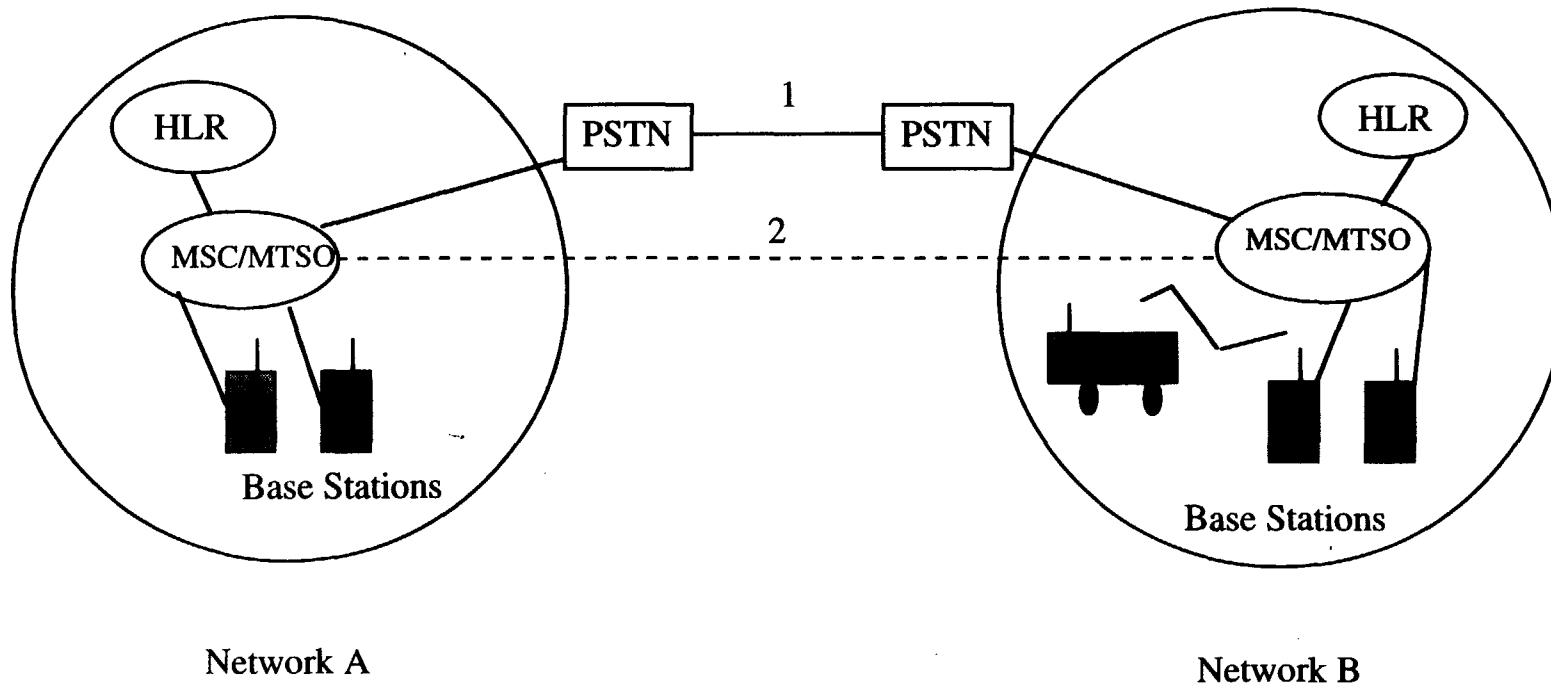 1
HLR
PSTN
PSTN
HLR
MSC/MTSO
2
MSC/MTSO
Base Stations
Base Stations
Network A
Network B